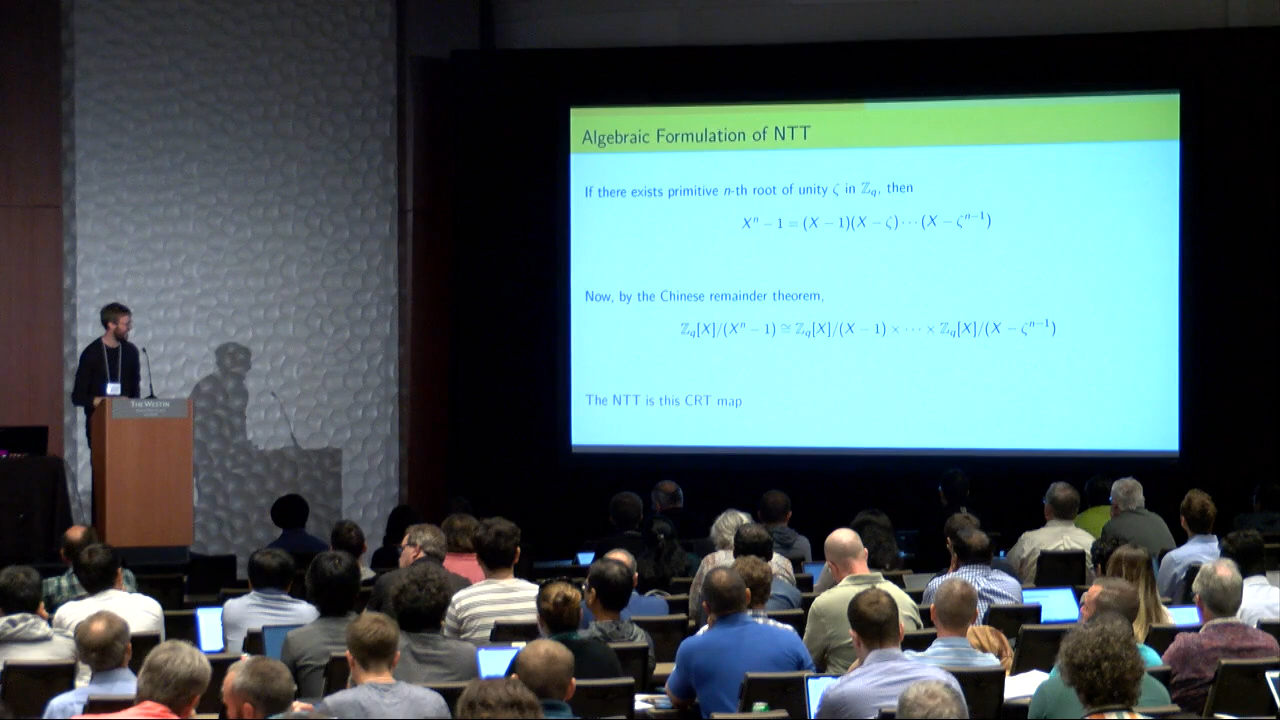 Algebraic Formulation of NTT
If there exists primitive n-th root of unity ζ in ℤ_q, then
X^n − 1 = (X − 1)(X − ζ) ⋯ (X − ζ^{n−1})
Now, by the Chinese remainder theorem,
ℤ_q[X]/(X^n − 1) ≅ ℤ_q[X]/(X − 1) × ⋯ × ℤ_q[X]/(X − ζ^{n−1})
The NTT is this CRT map
THE WESTIN